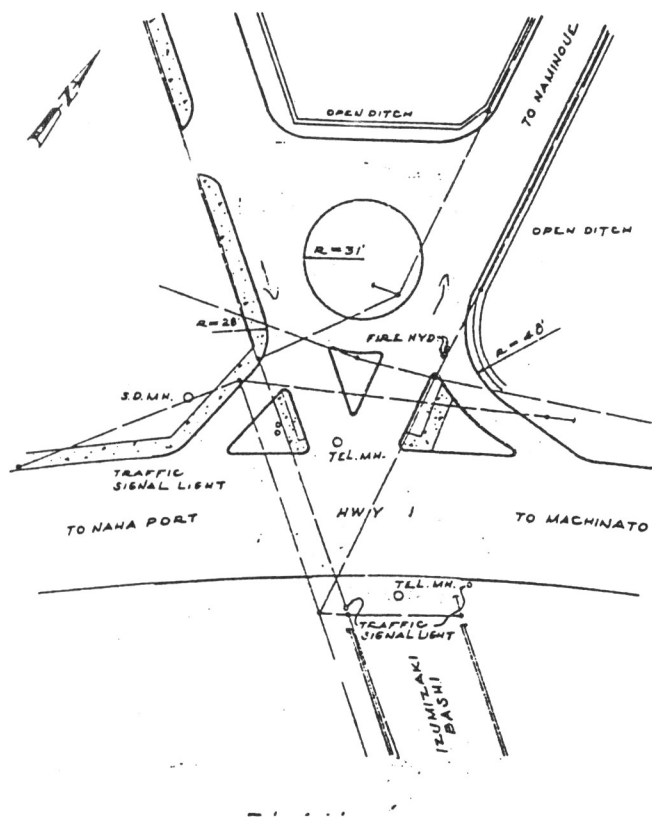 N
OPEN DITCH
TO NAMINOUE
OPEN DITCH
R = 31'
R = 28'
FIRE HYD.
R = 40'
S.D. MH.
TRAFFIC
SIGNAL LIGHT
TEL. MH.
TO NAHA PORT
HWY 1
TO MACHINATO
TEL. MH.
TRAFFIC
SIGNAL LIGHT
IZUMIZAKI
BASHI